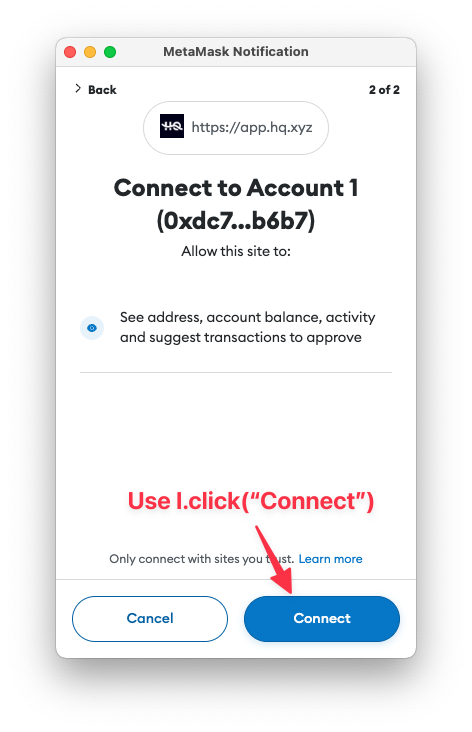 MetaMask Notification
Back
2 of 2
HQ https://app.hq.xyz
Connect to Account 1
(0xdc7...b6b7)
Allow this site to:
See address, account balance, activity
and suggest transactions to approve
Use I.click(“Connect”)
Only connect with sites you trust. Learn more
Cancel
Connect